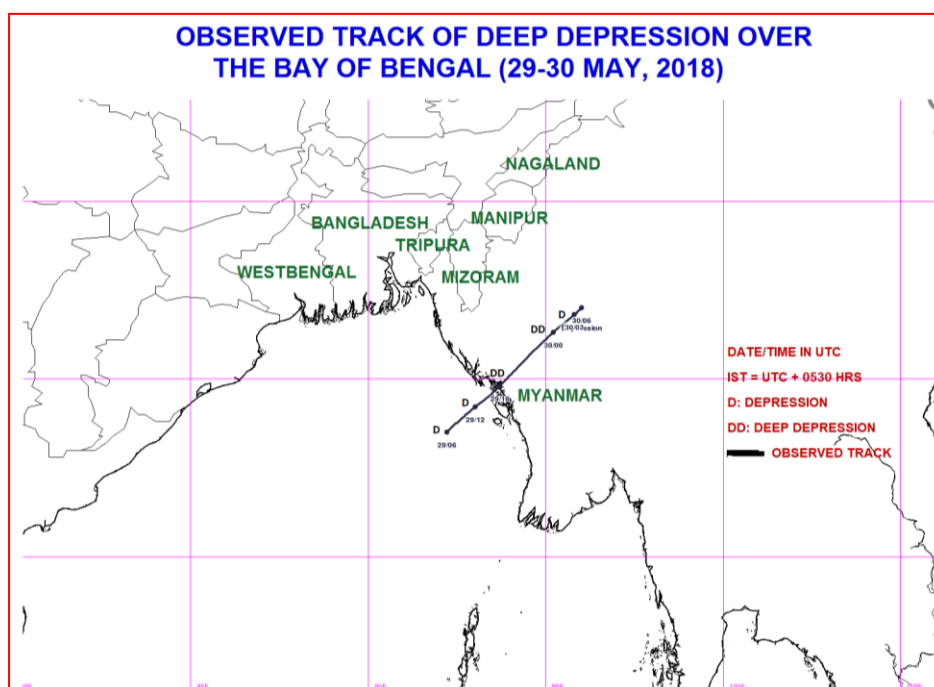 OBSERVED TRACK OF DEEP DEPRESSION OVER
THE BAY OF BENGAL (29-30 MAY, 2018)
NAGALAND
MANIPUR
BANGLADESH
TRIPURA
WESTBENGAL
MIZORAM
D
30/06
30/03
DD
30/00
DATE/TIME IN UTC
DD
IST = UTC + 0530 HRS
MYANMAR
D: DEPRESSION
D
29/12
DD: DEEP DEPRESSION
D
29/06
OBSERVED TRACK